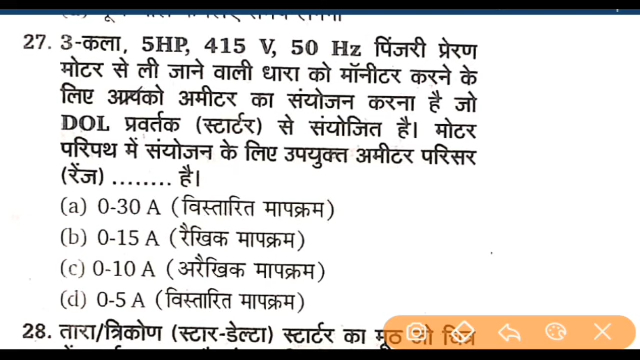 27. 3-कला, 5HP, 415 V, 50 Hz पिंजरी प्रेरण
मोटर से ली जाने वाली धारा को मॉनीटर करने के
लिए आपको अमीटर का संयोजन करना है जो
DOL प्रवर्तक (स्टार्टर) से संयोजित है। मोटर
परिपथ में संयोजन के लिए उपयुक्त अमीटर परिसर
(रेंज) ........ है।
(a) 0-30 A (विस्तारित मापक्रम)
(b) 0-15 A (रैखिक मापक्रम)
(c) 0-10 A (अरैखिक मापक्रम)
(d) 0-5 A (विस्तारित मापक्रम)
28. तारा/त्रिकोण (स्टार-डेल्टा) स्टार्टर का मूठ जो